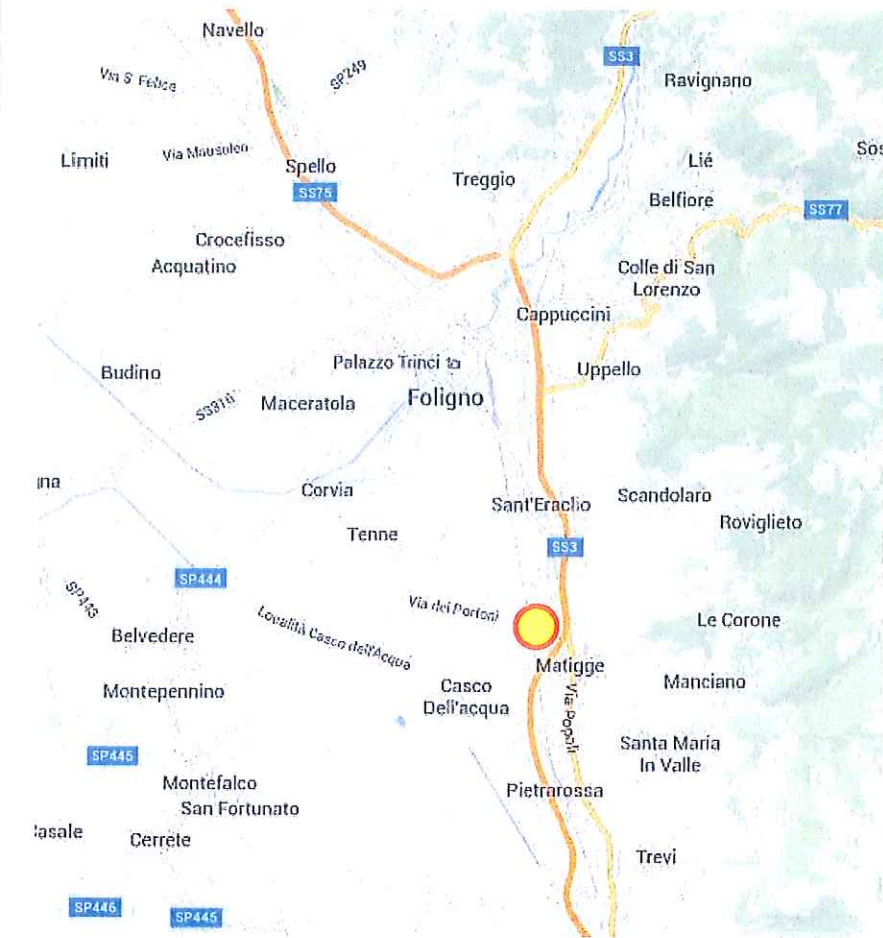 Navello
SS3
Via S Felice
SP249
Ravignano
Limiti
Via Mausoleo
Spello
Lié
Treggio
SS75
Belfiore
SS77
Crocefisso
Acquatino
Colle di San
Lorenzo
Cappuccini
Palazzo Trinci
Budino
Uppello
Foligno
Maceratola
Corvia
Sant'Eraclio
Scandolaro
Roviglieto
Tenne
SS3
SP444
Via dei Portoni
Località Casco dell'Acqua
Le Corone
Belvedere
Matigge
Manciano
Casco
Dell'acqua
Montepennino
Via Popoli
Santa Maria
In Valle
SP445
Montefalco
Pietrarossa
San Fortunato
Cerrete
Trevi
SP446
SP445